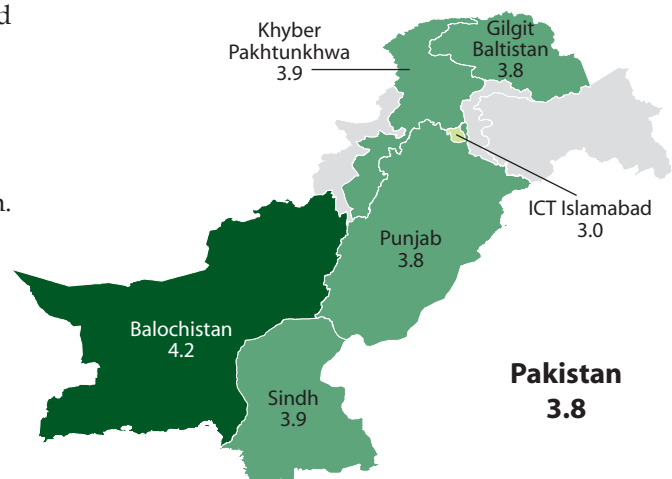 d
Khyber
Pakhtunkhwa
3.9
Gilgit
Baltistan
3.8
n.
ICT Islamabad
3.0
Punjab
3.8
Balochistan
4.2
Sindh
3.9
Pakistan
3.8